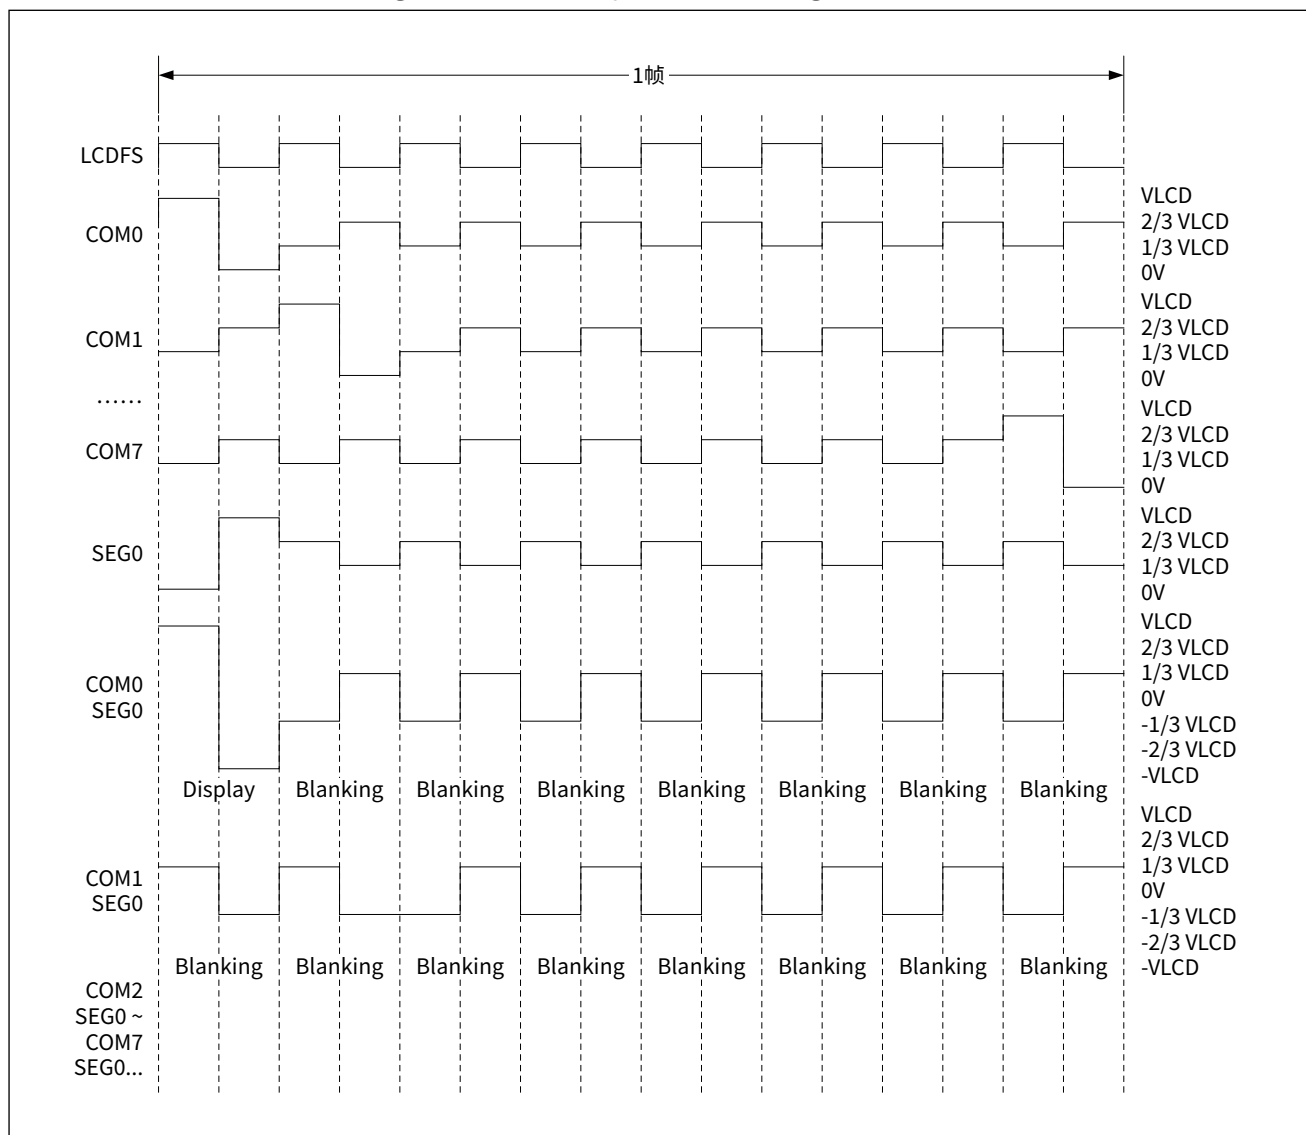 1帧
LCDFS
COM0
VLCD
2/3 VLCD
1/3 VLCD
0V
COM1
VLCD
2/3 VLCD
1/3 VLCD
0V
......
COM7
VLCD
2/3 VLCD
1/3 VLCD
0V
SEG0
VLCD
2/3 VLCD
1/3 VLCD
0V
COM0
SEG0
VLCD
2/3 VLCD
1/3 VLCD
0V
-1/3 VLCD
-2/3 VLCD
-VLCD
Display Blanking Blanking Blanking Blanking Blanking Blanking Blanking
COM1
SEG0
VLCD
2/3 VLCD
1/3 VLCD
0V
-1/3 VLCD
-2/3 VLCD
-VLCD
Blanking Blanking Blanking Blanking Blanking Blanking Blanking Blanking
COM2
SEG0 ~
COM7
SEG0...